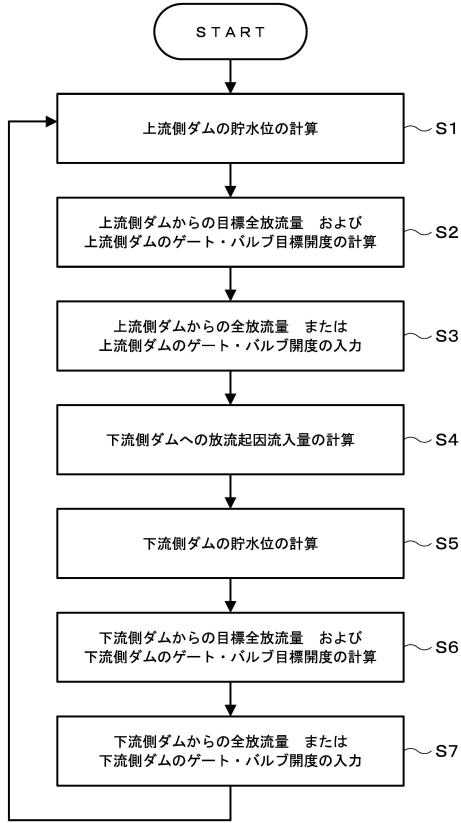 START
上流側ダムの貯水位の計算
S1
上流側ダムからの目標全放流量　および
上流側ダムのゲート・バルブ目標開度の計算
S2
上流側ダムからの全放流量　または
上流側ダムのゲート・バルブ開度の入力
S3
下流側ダムへの放流起因流入量の計算
S4
下流側ダムの貯水位の計算
S5
下流側ダムからの目標全放流量　および
下流側ダムのゲート・バルブ目標開度の計算
S6
下流側ダムからの全放流量　または
下流側ダムのゲート・バルブ開度の入力
S7